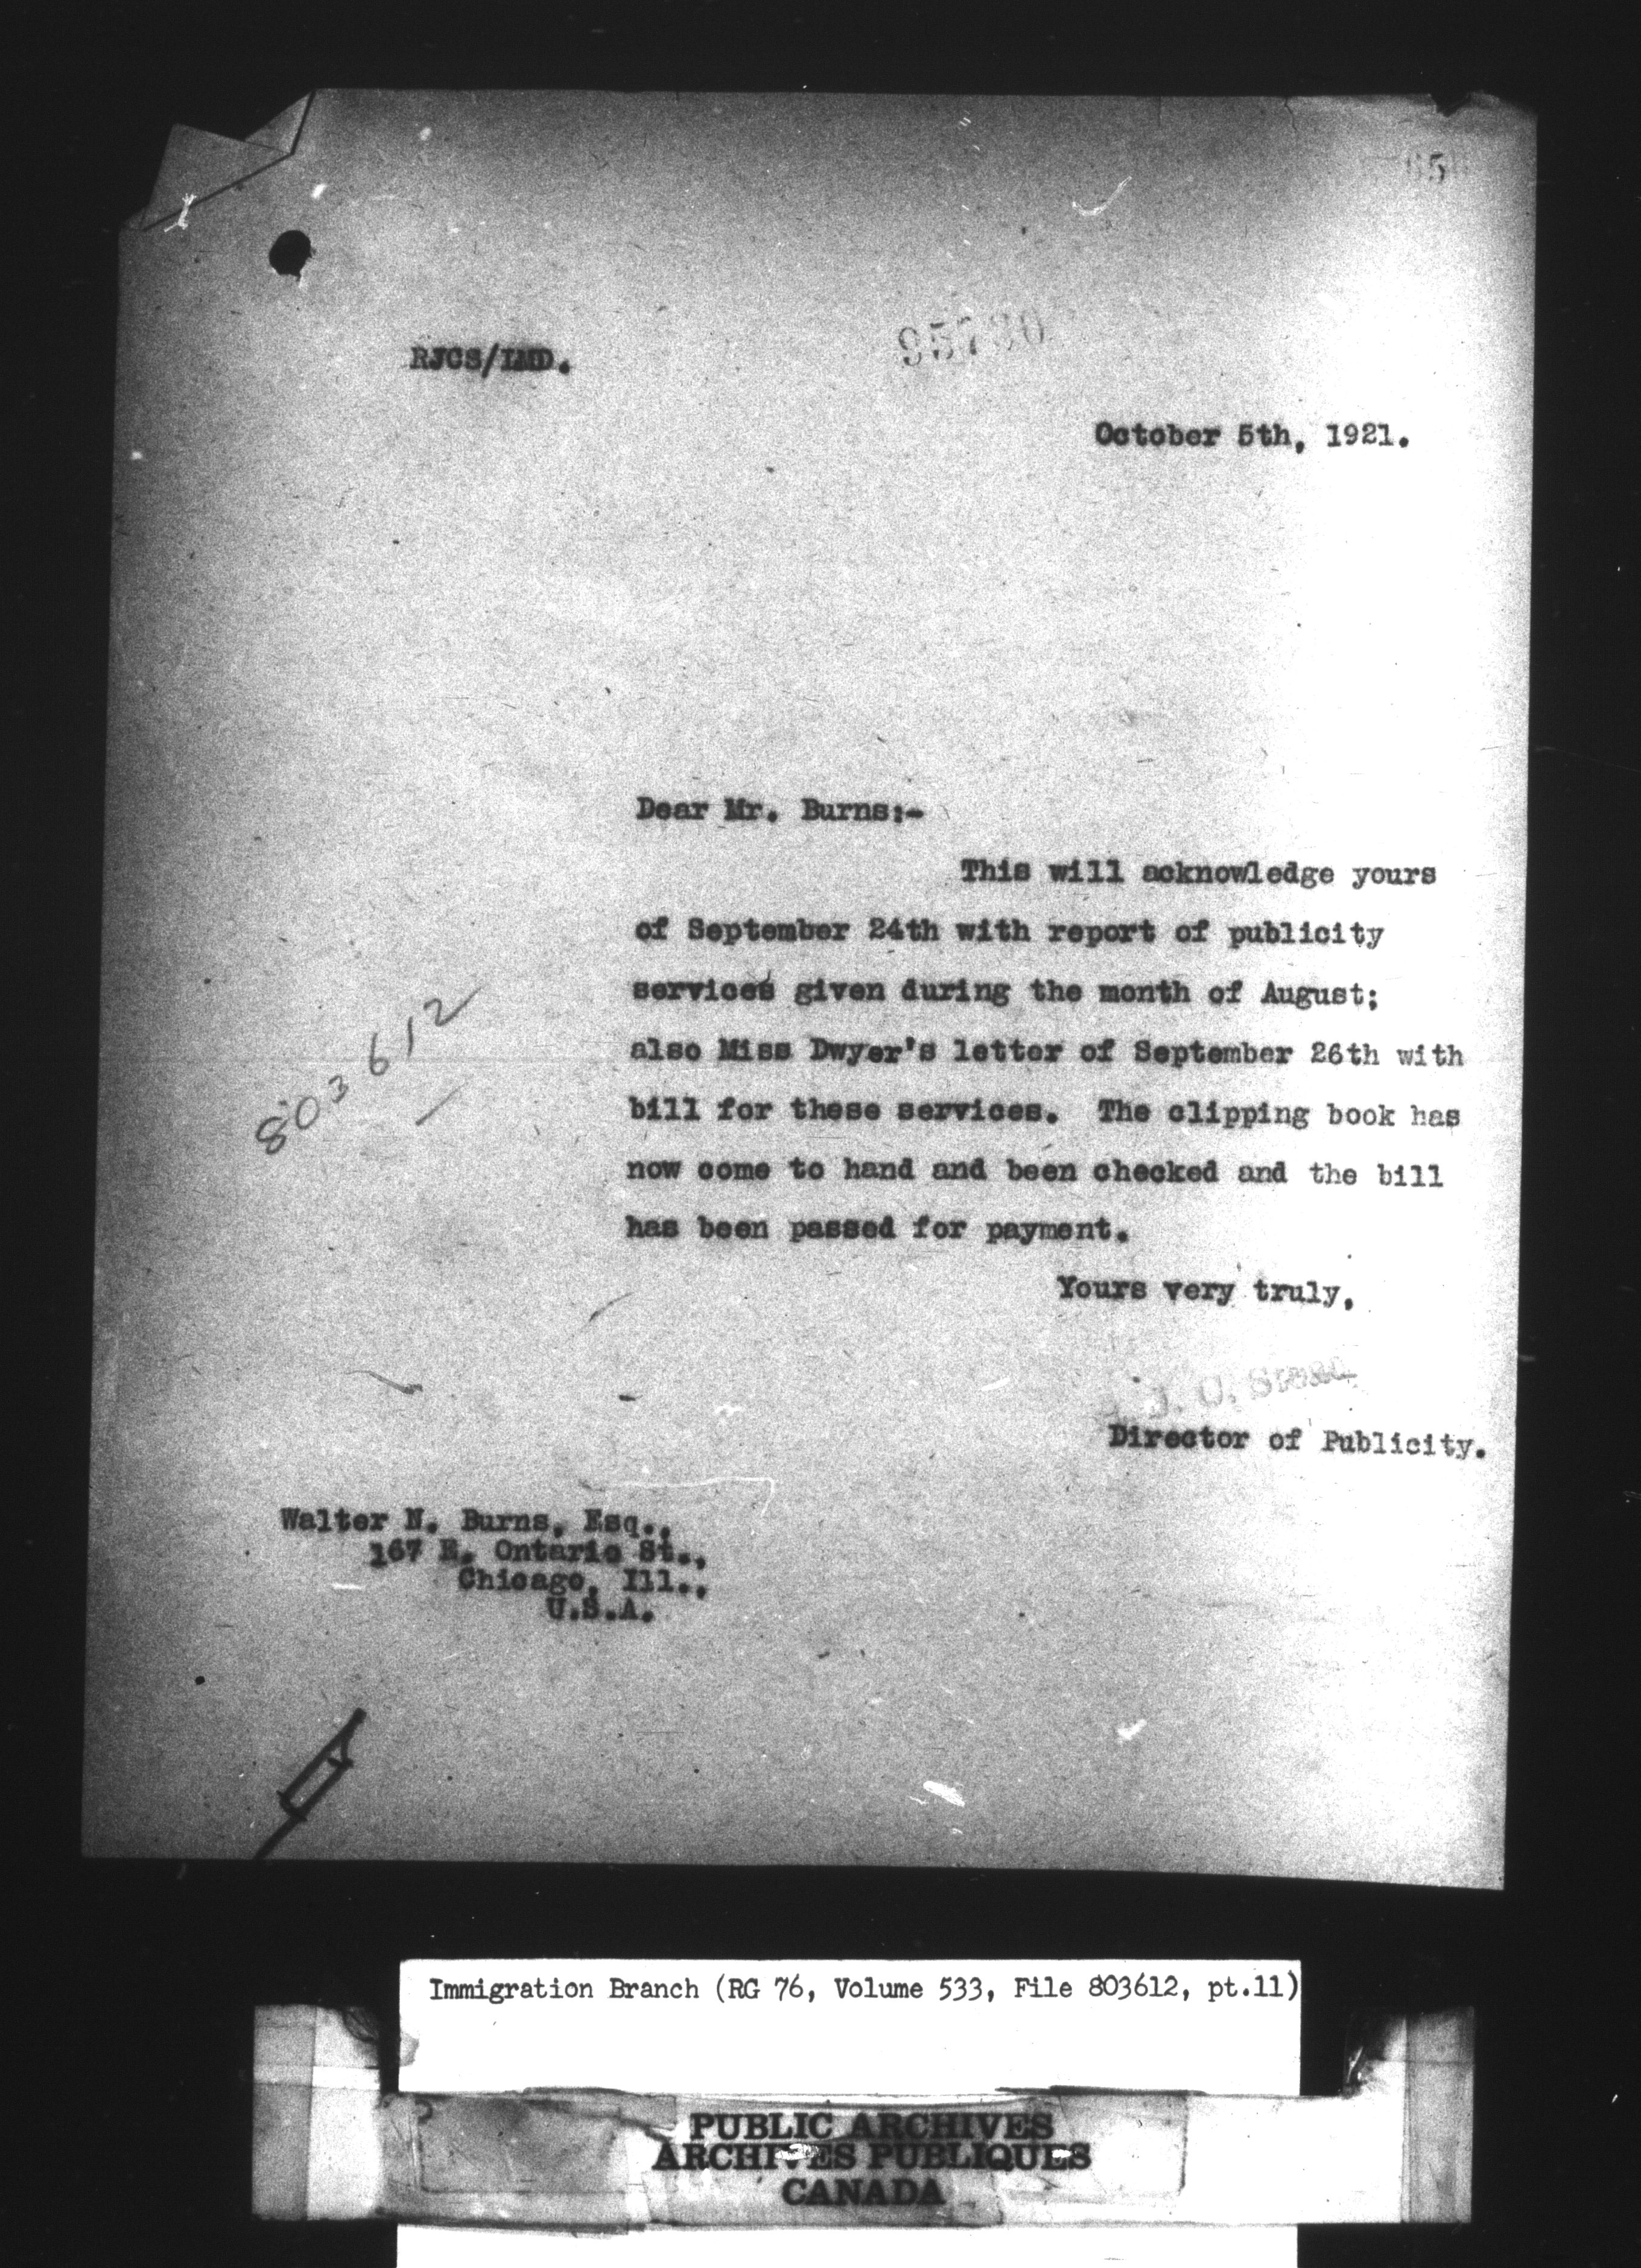 RJCS/LMD.
October 5th, 1921.
Dear Mr. Burns:-
This will acknowledge yours
of September 24th with report of publicity
services given during the month of August;
also Miss Dwyer's letter of September 26th with
bill for these services. The clipping book has
now come to hand and been checked and the bill
has been passed for payment.
803612
Yours very truly,
Director of Publicity.
Walter N. Burns, Esq.,
167 E. Ontario St.,
Chicago, Ill.,
U.S.A.
Immigration Branch (RG 76, Volume 533, File 803612, pt.11)
PUBLIC ARCHIVES
ARCHIVES PUBLIQUES
CANADA